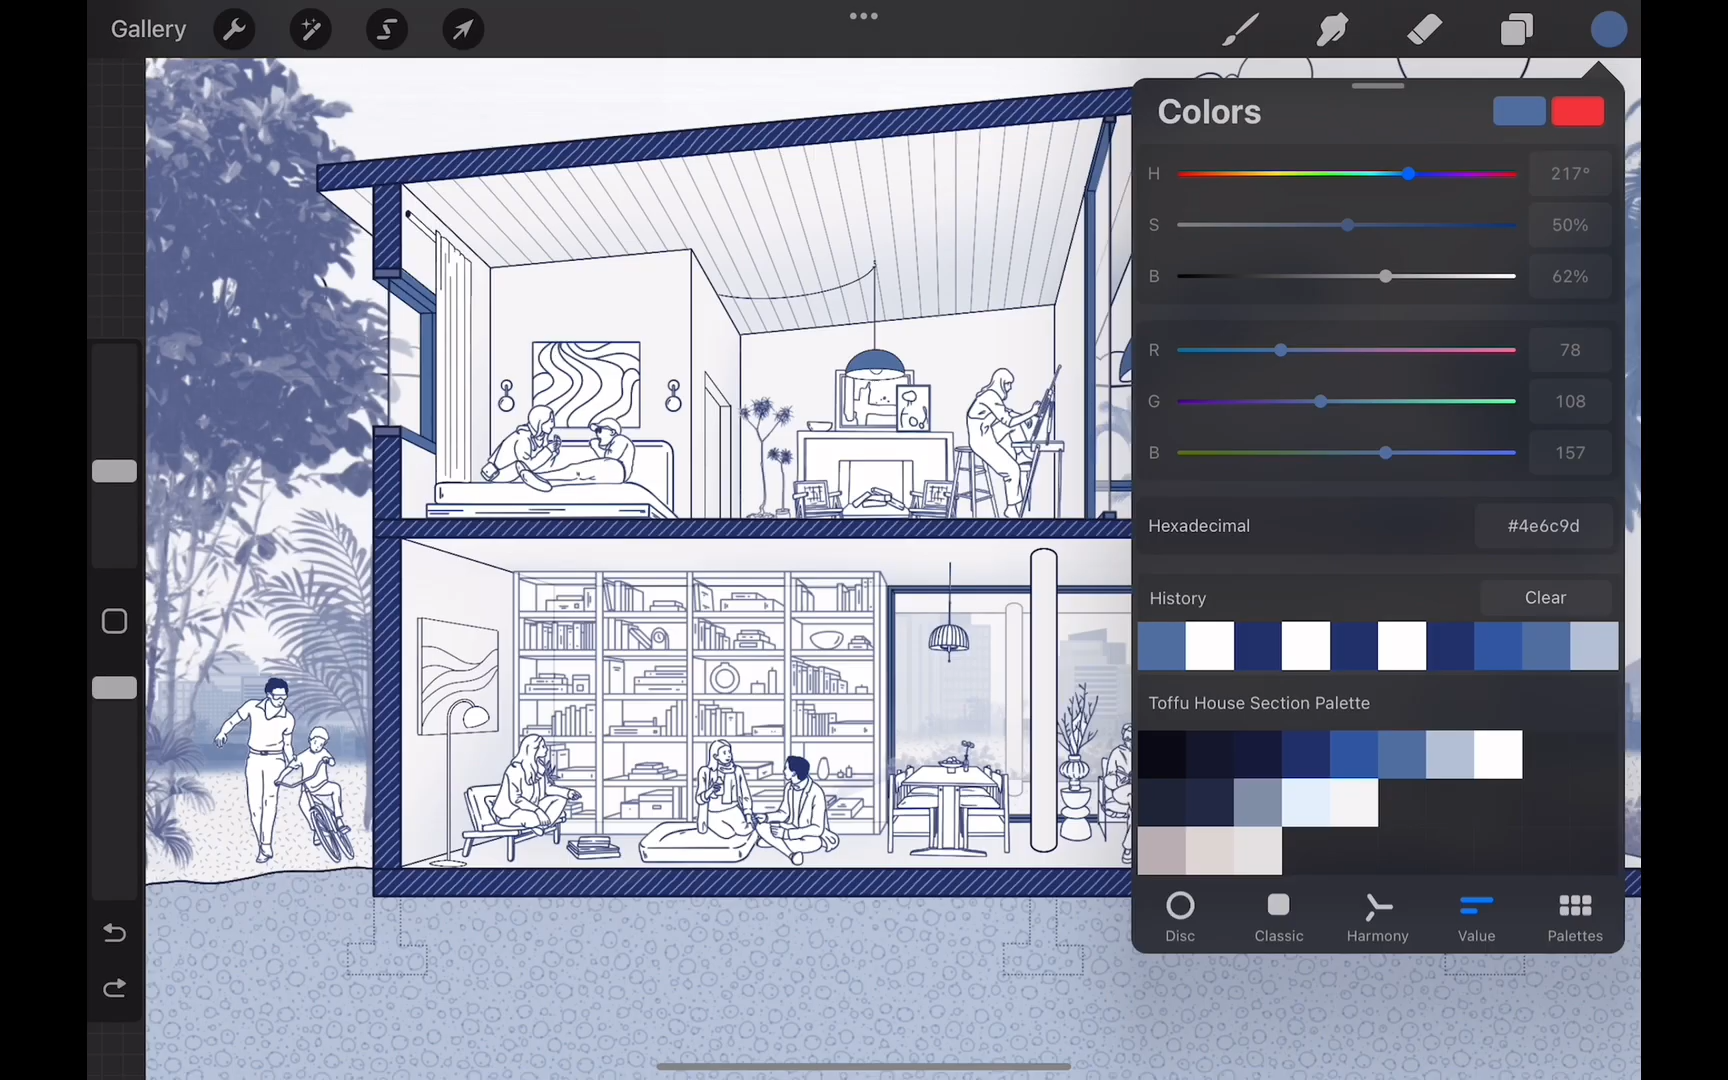 Gallery
Colors
H 217°
S 50%
B 62%
R 78
G 108
B 157
Hexadecimal #4e6c9d
History Clear
Toffu House Section Palette
Disc Classic Harmony Value Palettes